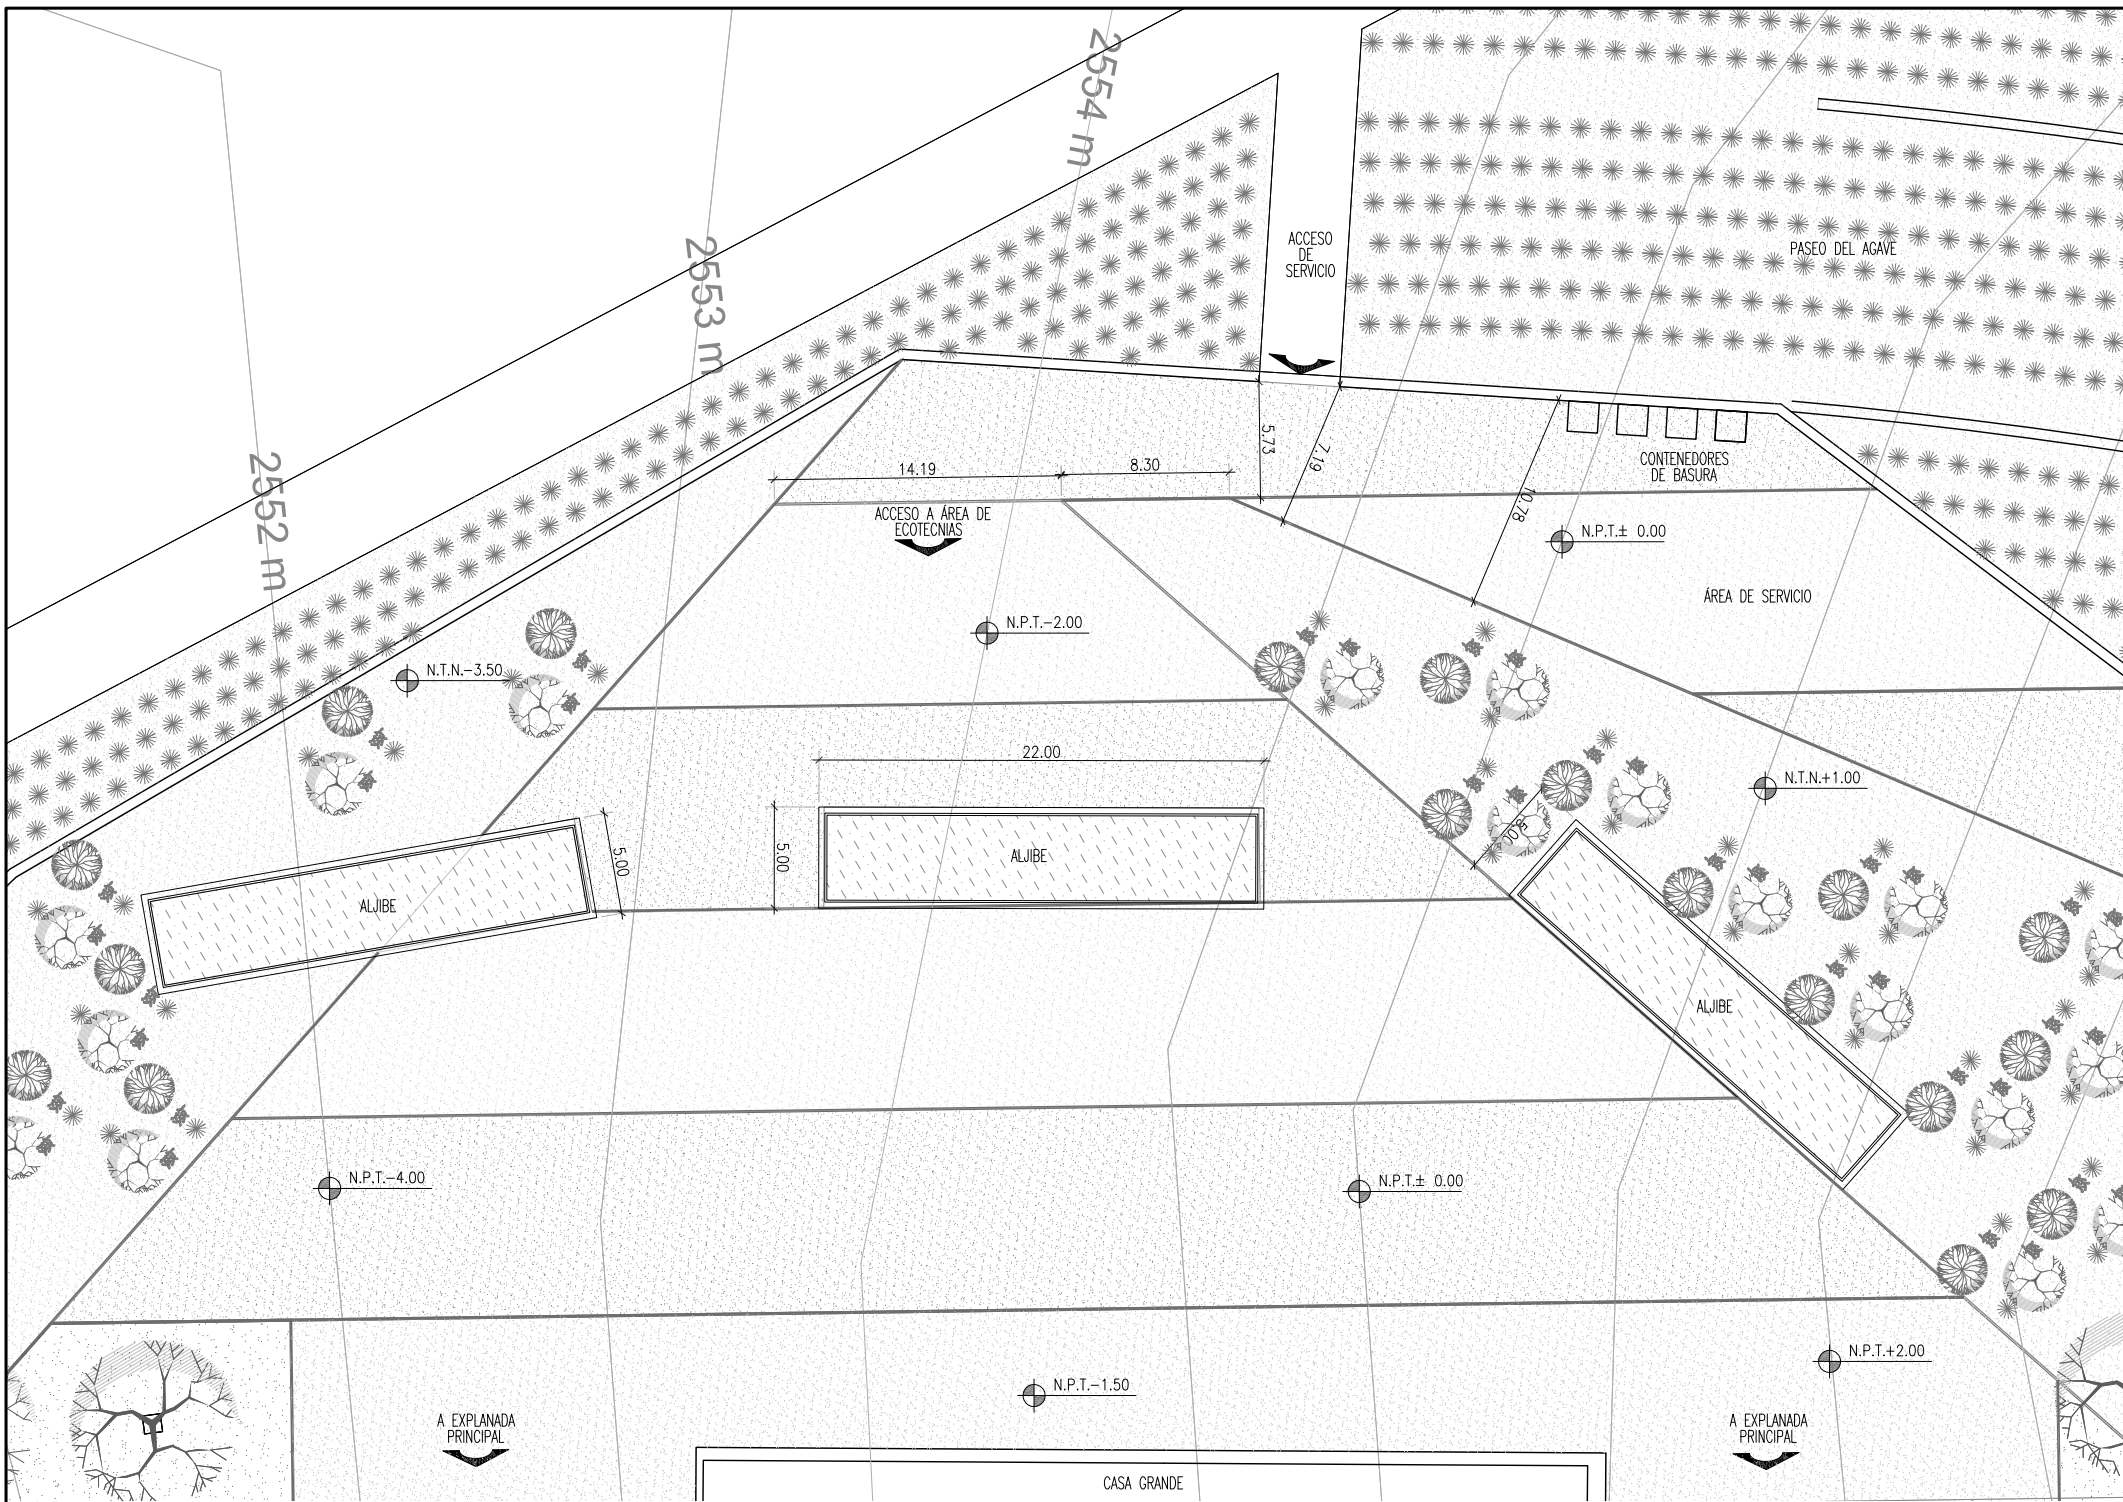 2554 m
ACCESO
DE
SERVICIO
PASEO DEL AGAVE
2553 m
5.73
7.19
14.19
8.30
CONTENEDORES
DE BASURA
10.78
2552 m
ACCESO A ÁREA DE
ECOTECNIAS
N.P.T.± 0.00
ÁREA DE SERVICIO
N.P.T.-2.00
N.T.N.-3.50
22.00
N.T.N.+1.00
5.00
5.00
ALJIBE
ALJIBE
ALJIBE
N.P.T.-4.00
N.P.T.± 0.00
N.P.T.+2.00
N.P.T.-1.50
A EXPLANADA
PRINCIPAL
A EXPLANADA
PRINCIPAL
CASA GRANDE